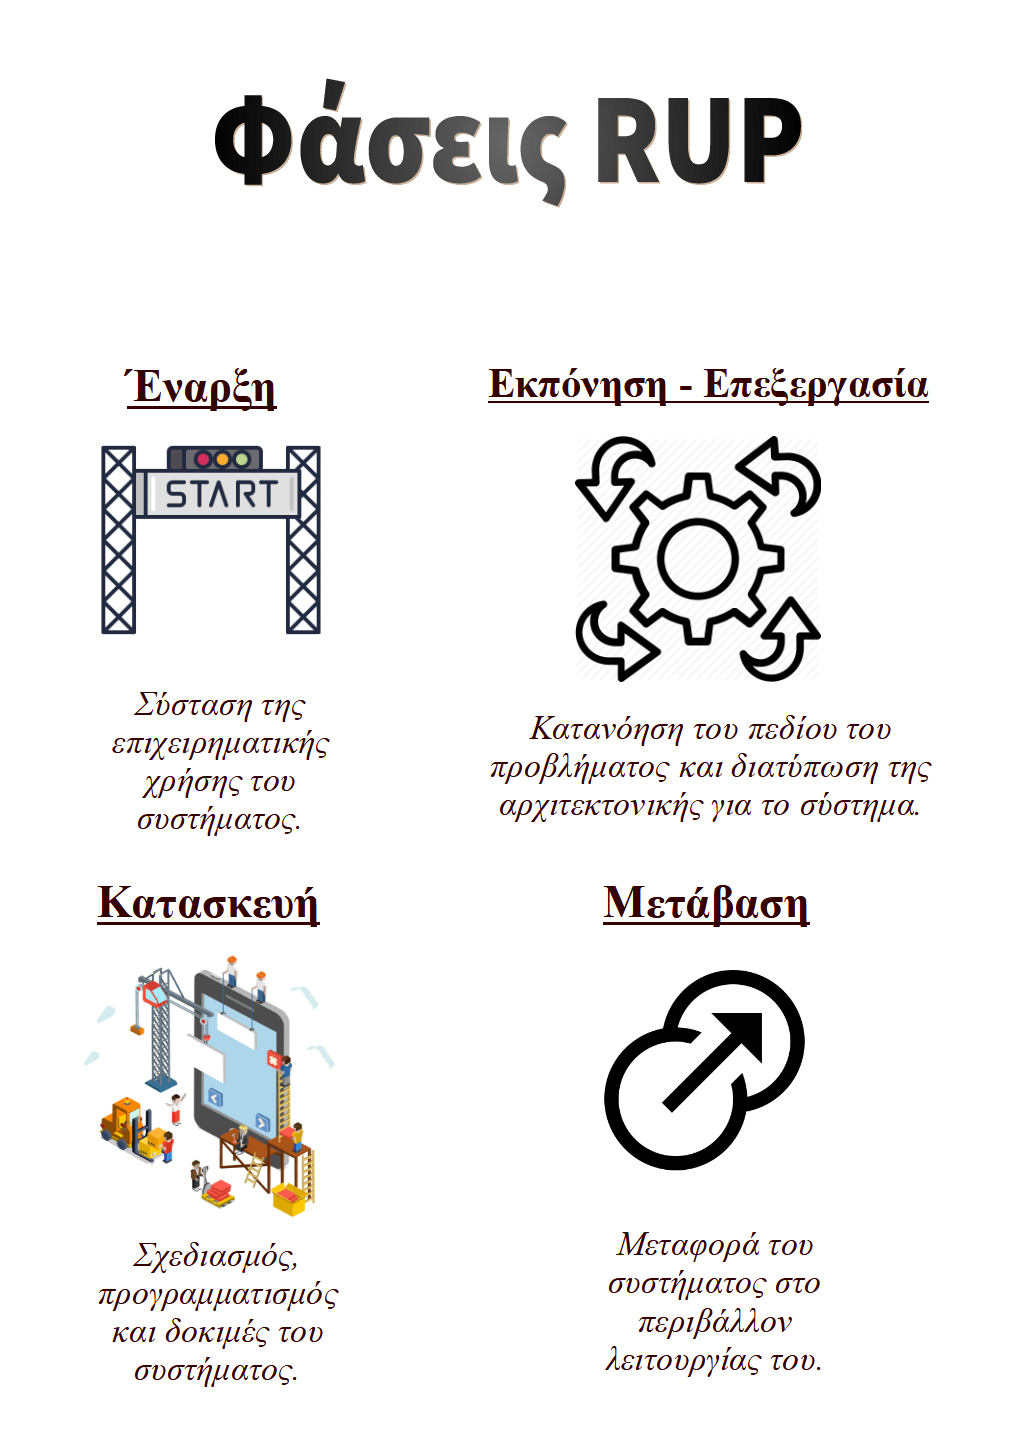 Φάσεις RUP
Έναρξη
START
Σύσταση της
επιχειρηματικής
χρήσης του
συστήματος.
Εκπόνηση - Επεξεργασία
Κατανόηση του πεδίου του
προβλήματος και διατύπωση της
αρχιτεκτονικής για το σύστημα.
Κατασκευή
Σχεδιασμός,
προγραμματισμός
και δοκιμές του
συστήματος.
Μετάβαση
Μεταφορά του
συστήματος στο
περιβάλλον
λειτουργίας του.